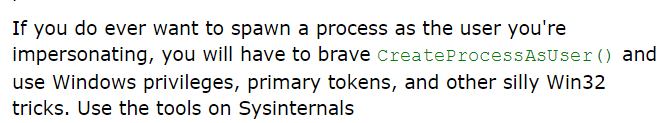 If you do ever want to spawn a process as the user you're
impersonating, you will have to brave CreateProcessAsUser() and
use Windows privileges, primary tokens, and other silly Win32
tricks. Use the tools on Sysinternals